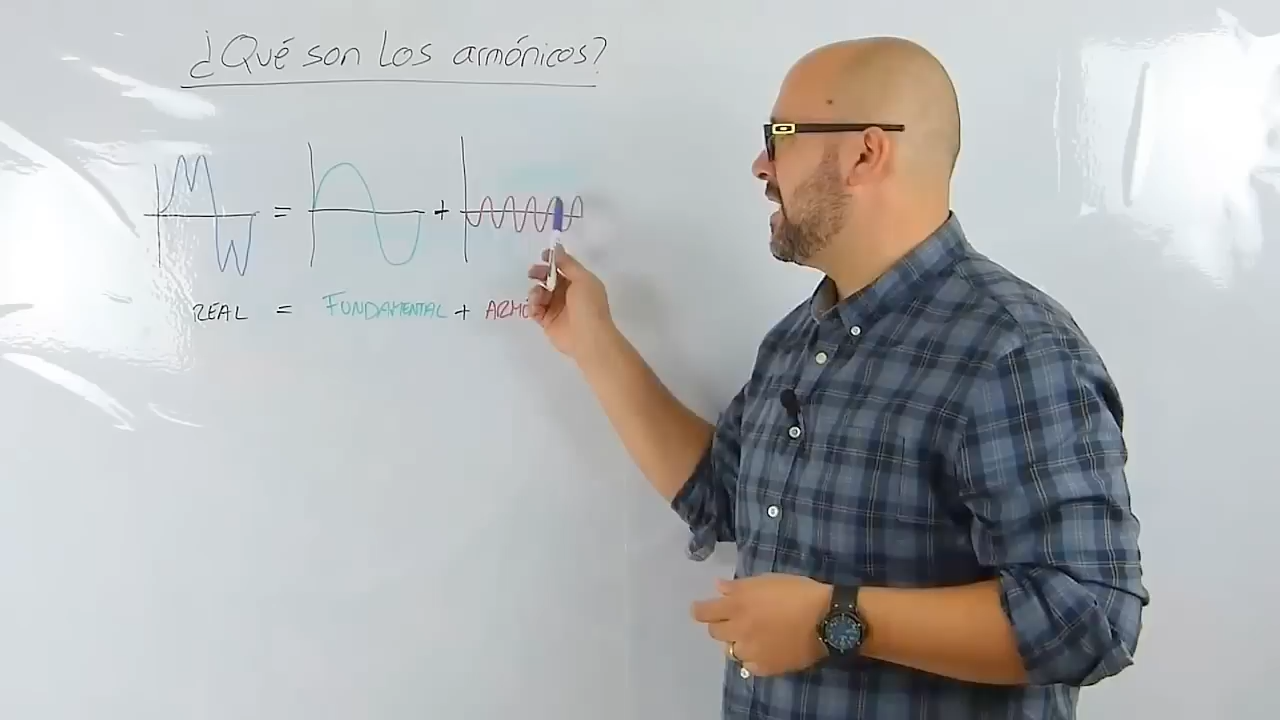 ¿Qué son los armónicos?
= +
REAL = FUNDAMENTAL +